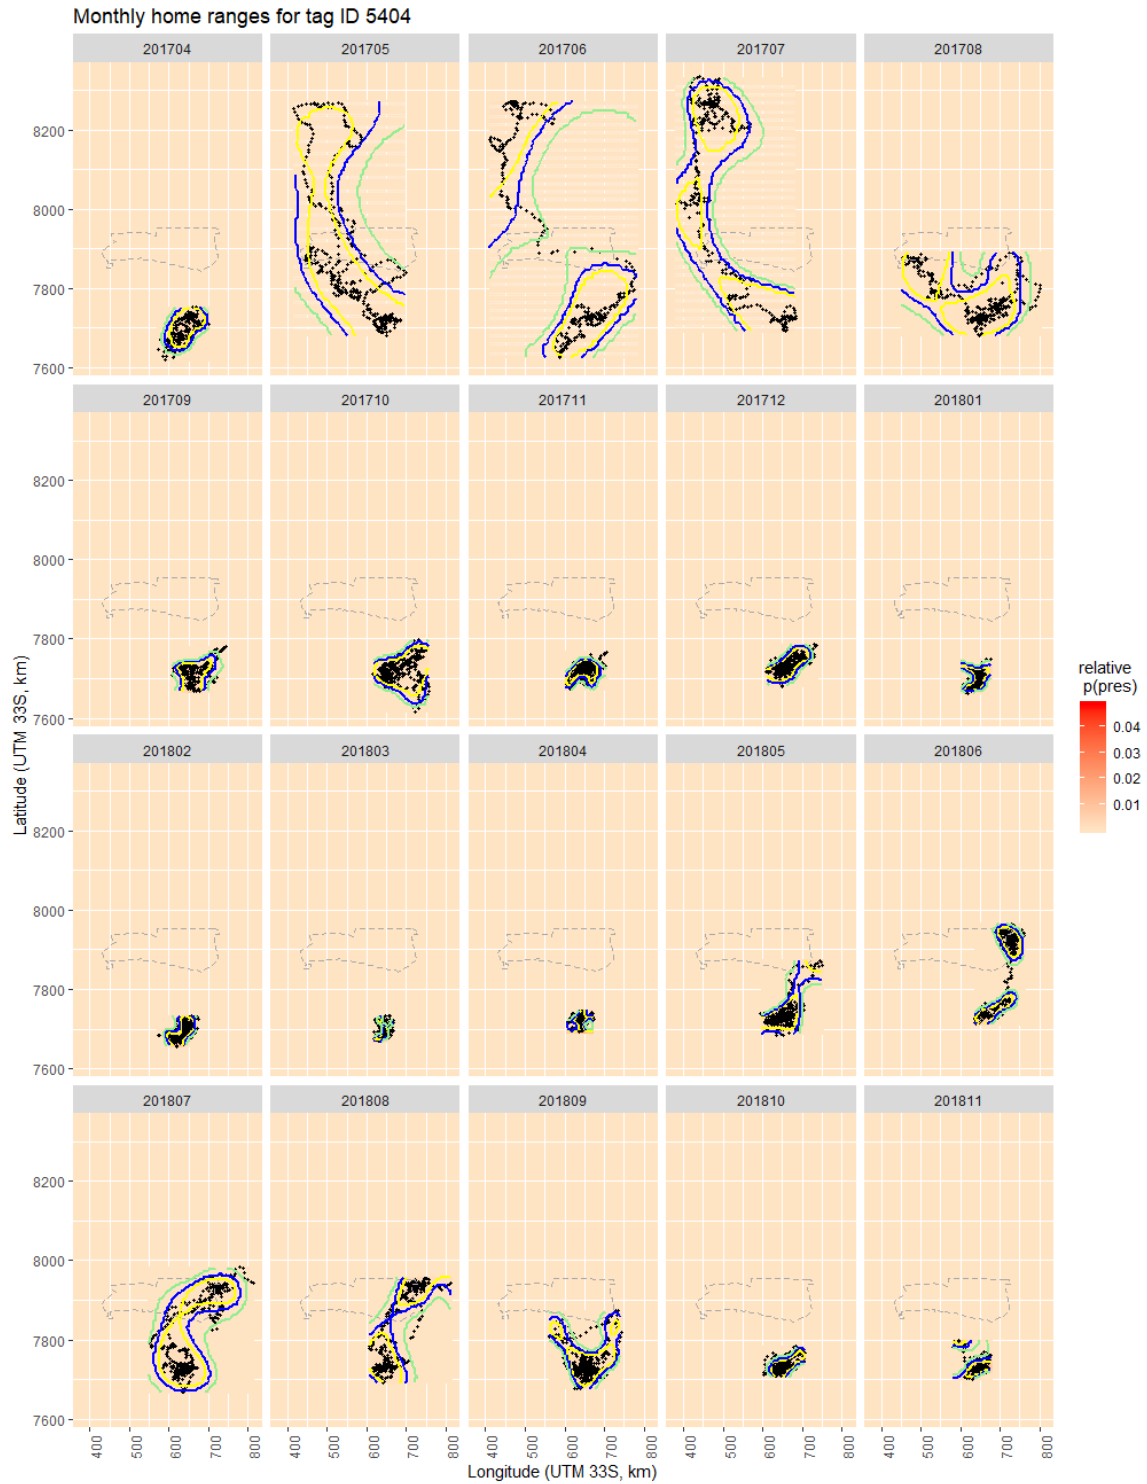 Monthly home ranges for tag ID 5404
201704 201705 201706 201707 201708
8200
8000
7800
7600
201709 201710 201711 201712 201801
8200
8000
7800
7600
201802 201803 201804 201805 201806
8200
8000
7800
7600
201807 201808 201809 201810 201811
8200
8000
7800
7600
Latitude (UTM 33S, km)
400 500 600 700 800 400 500 600 700 800 400 500 600 700 800 400 500 600 700 800 400 500 600 700 800
Longitude (UTM 33S, km)
relative
p(pres)
0.04
0.03
0.02
0.01